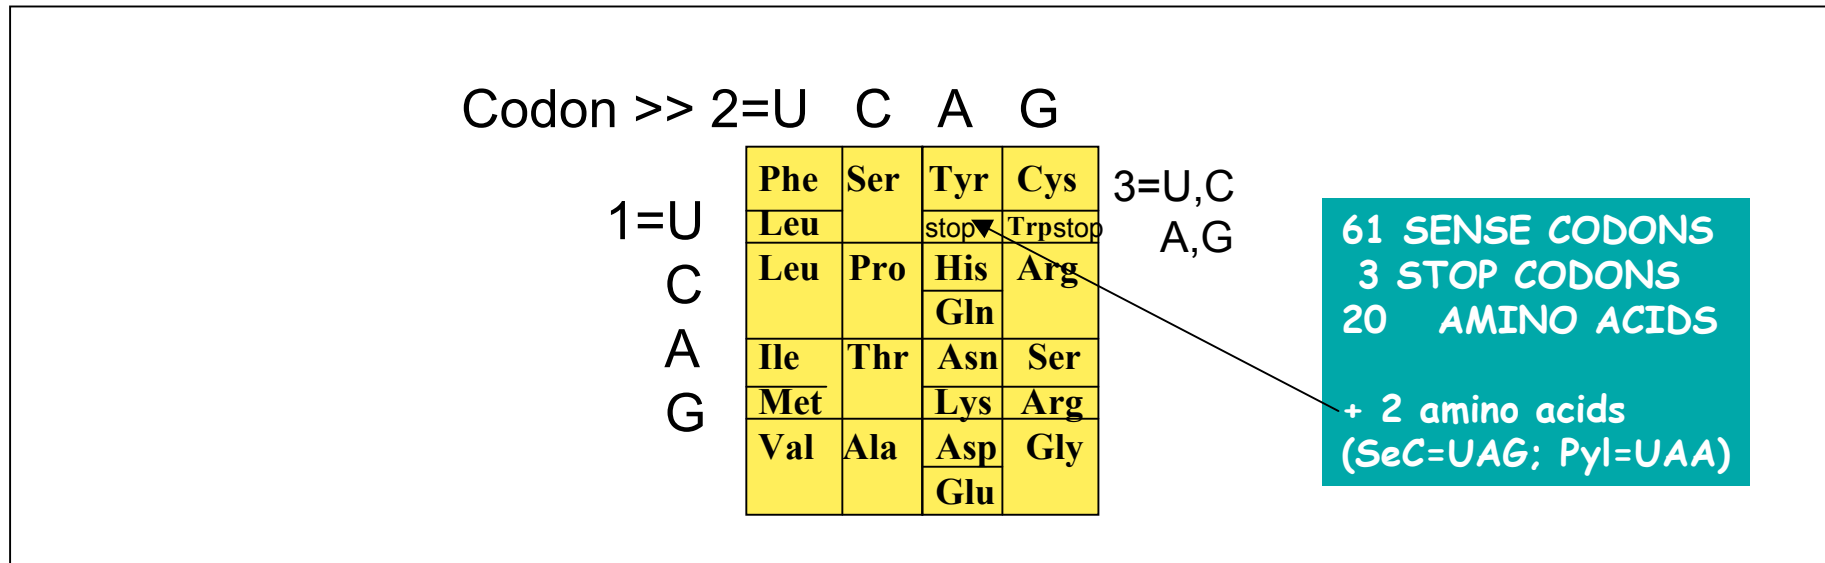 Codon >> 2=U C A G
Phe Ser Tyr Cys 3=U,C
1=U Leu stop Trpstop A,G
C Leu Pro His Arg
Gln
A Ile Thr Asn Ser
G Met Lys Arg
Val Ala Asp Gly
Glu
61 SENSE CODONS
3 STOP CODONS
20 AMINO ACIDS
+ 2 amino acids
(SeC=UAG; Pyl=UAA)